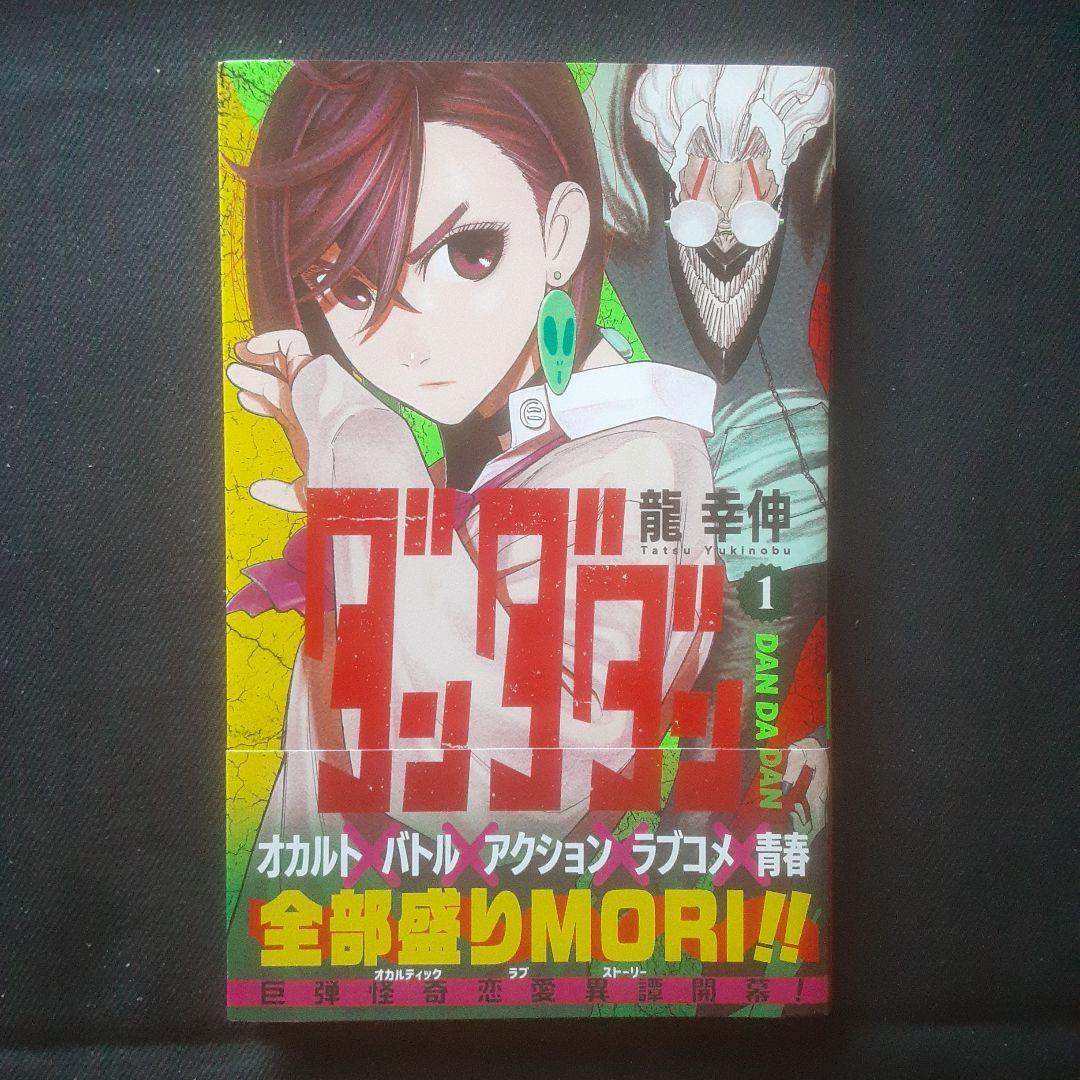 龍 幸伸
Tatsu Yukinobu
1
ダンダダン
DAN DA DAN
オカルト×バトル×アクション×ラブコメ×青春
全部盛りMORI!!
オカルティック ラブ ストーリー
巨弾怪奇恋愛異譚開幕!